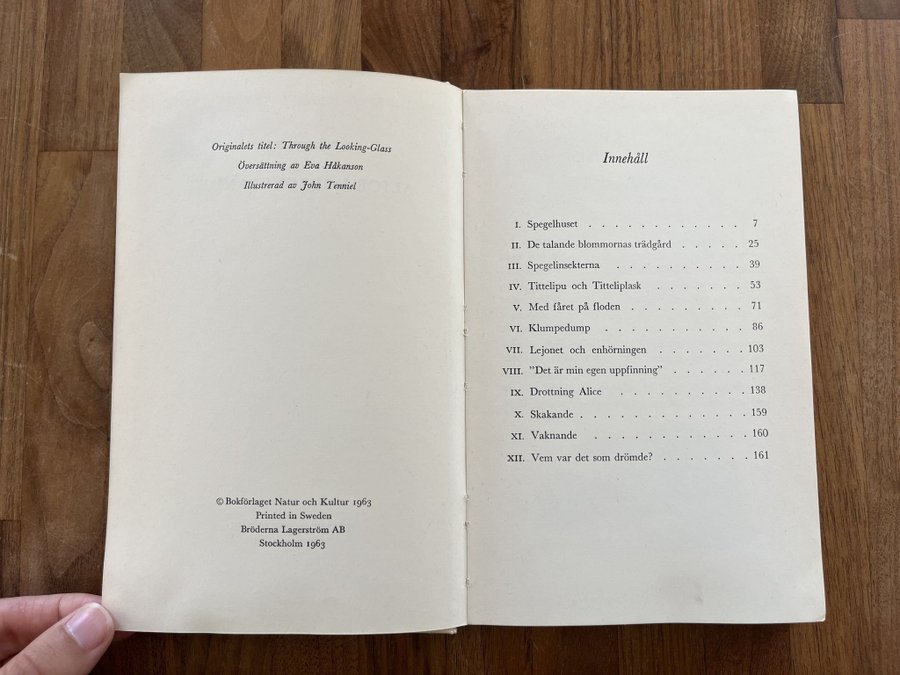 Originalets titel: Through the Looking-Glass
Översättning av Eva Håkanson
Illustrerad av John Tenniel
© Bokförlaget Natur och Kultur 1963
Printed in Sweden
Bröderna Lagerström AB
Stockholm 1963
Innehåll
I. Spegelhuset . . . . . . . . . . . . 7
II. De talande blommornas trädgård . . . . . 25
III. Spegelinsekterna . . . . . . . . . . 39
IV. Tittelipu och Titteliplask . . . . . . . 53
V. Med fåret på floden . . . . . . . . . 71
VI. Klumpedump . . . . . . . . . . . 86
VII. Lejonet och enhörningen . . . . . . . 103
VIII. ”Det är min egen uppfinning” . . . . . . 117
IX. Drottning Alice . . . . . . . . . . 138
X. Skakande . . . . . . . . . . . . . 159
XI. Vaknande . . . . . . . . . . . . 160
XII. Vem var det som drömde? . . . . . . . 161